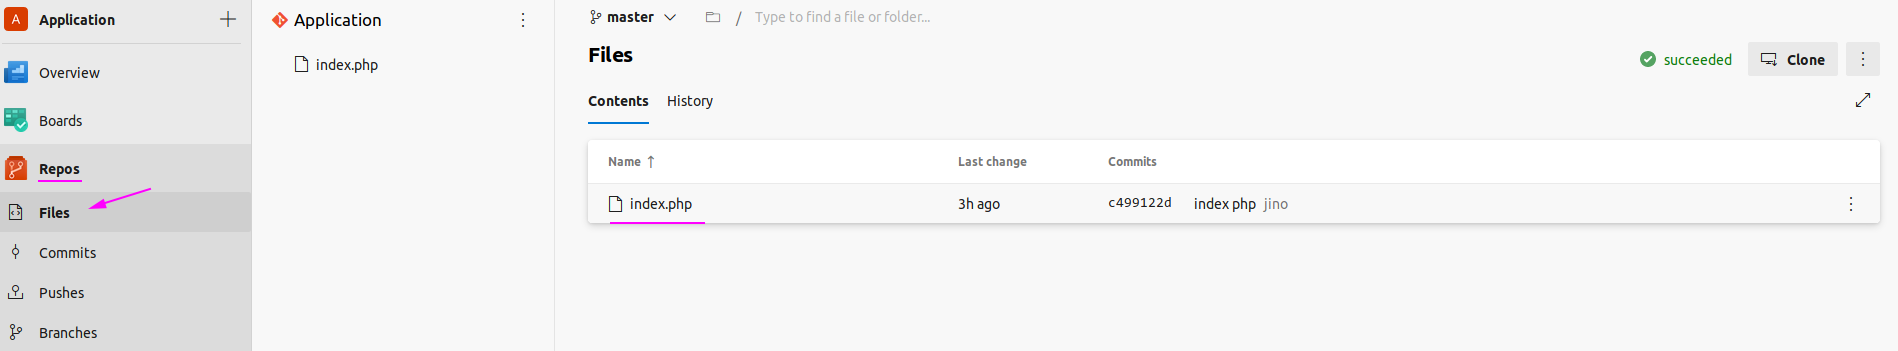 A Application
Overview
Boards
Repos
Files
Commits
Pushes
Branches
Application
index.php
master / Type to find a file or folder...
Files
succeeded Clone
Contents History
Name ↑ Last change Commits
index.php 3h ago c499122d index php jino